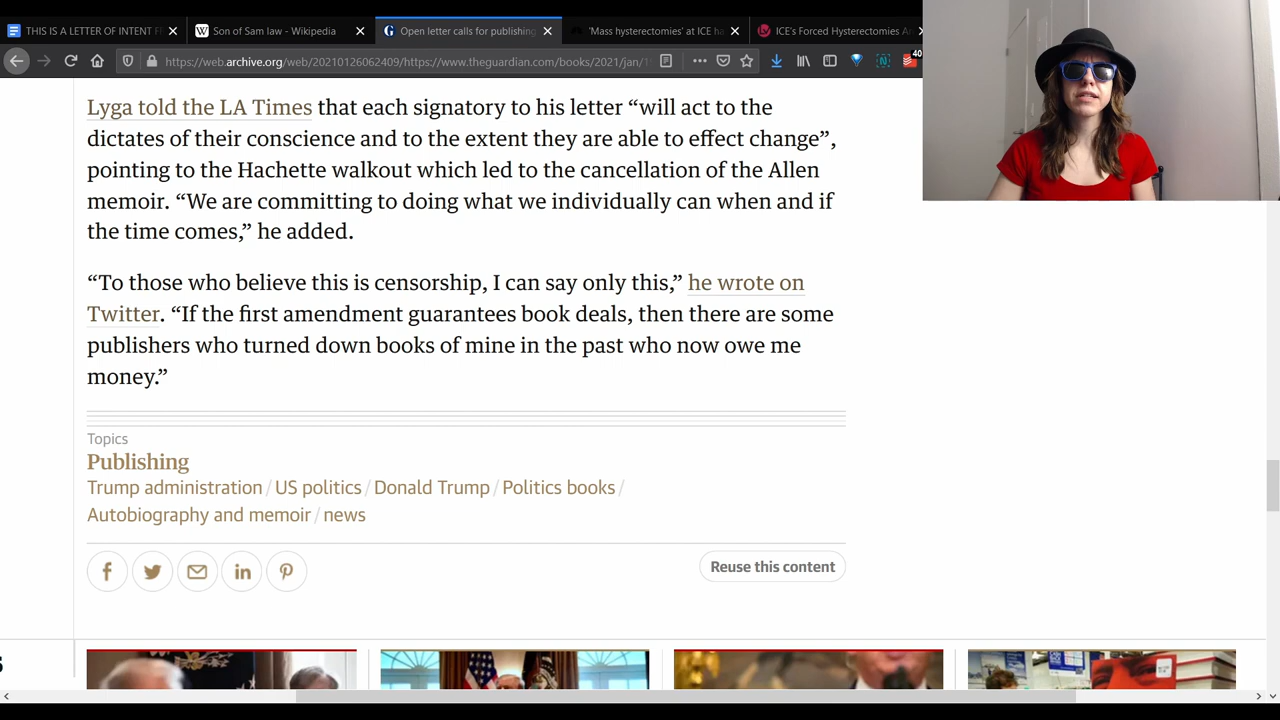 THIS IS A LETTER OF INTENT F
Son of Sam law - Wikipedia
Open letter calls for publishing
'Mass hysterectomies' at ICE ha
ICE's Forced Hysterectomies A
https://web.archive.org/web/20210126062409/https://www.theguardian.com/books/2021/jan/1
40
Lyga told the LA Times that each signatory to his letter “will act to the
dictates of their conscience and to the extent they are able to effect change”,
pointing to the Hachette walkout which led to the cancellation of the Allen
memoir. “We are committing to doing what we individually can when and if
the time comes,” he added.
“To those who believe this is censorship, I can say only this,” he wrote on
Twitter. “If the first amendment guarantees book deals, then there are some
publishers who turned down books of mine in the past who now owe me
money.”
Topics
Publishing
Trump administration / US politics / Donald Trump / Politics books /
Autobiography and memoir / news
Reuse this content